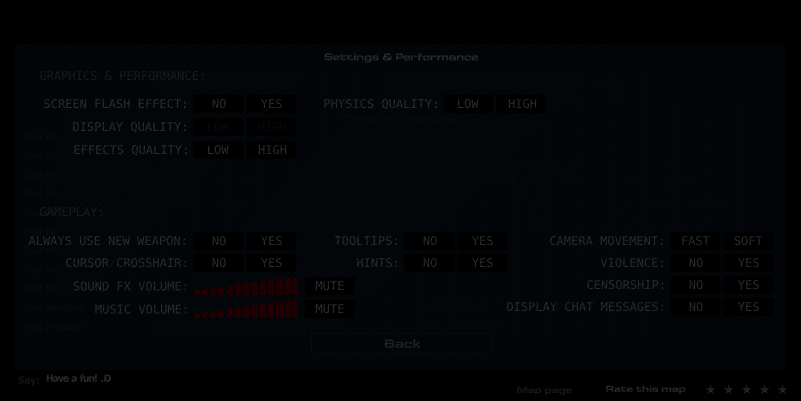 Settings & Performance
GRAPHICS & PERFORMANCE:
SCREEN FLASH EFFECT: NO YES PHYSICS QUALITY: LOW HIGH
DISPLAY QUALITY: LOW HIGH
EFFECTS QUALITY: LOW HIGH
GAMEPLAY:
ALWAYS USE NEW WEAPON: NO YES TOOLTIPS: NO YES CAMERA MOVEMENT: FAST SOFT
CURSOR/CROSSHAIR: NO YES HINTS: NO YES VIOLENCE: NO YES
SOUND FX VOLUME: MUTE CENSORSHIP: NO YES
MUSIC VOLUME: MUTE DISPLAY CHAT MESSAGES: NO YES
Back
Say: Have a fun! .D
Map page Rate this map